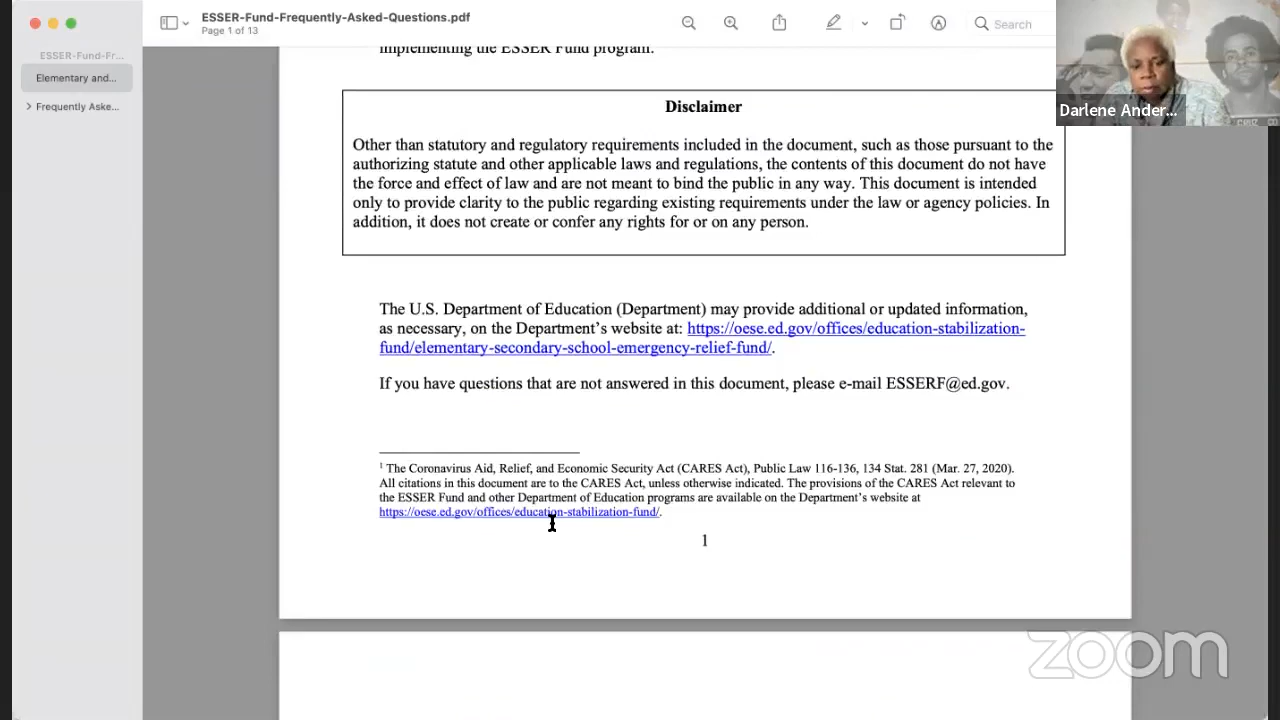 ESSER-Fund-Frequently-Asked-Questions.pdf
Page 1 of 13
Search
ESSER-Fund-Fr...
Elementary and...
Frequently Aske...
implementing the ESSER Fund program.
Disclaimer
Other than statutory and regulatory requirements included in the document, such as those pursuant to the
authorizing statute and other applicable laws and regulations, the contents of this document do not have
the force and effect of law and are not meant to bind the public in any way. This document is intended
only to provide clarity to the public regarding existing requirements under the law or agency policies. In
addition, it does not create or confer any rights for or on any person.
The U.S. Department of Education (Department) may provide additional or updated information,
as necessary, on the Department's website at: https://oese.ed.gov/offices/education-stabilization-
fund/elementary-secondary-school-emergency-relief-fund/.
If you have questions that are not answered in this document, please e-mail ESSERF@ed.gov.
1 The Coronavirus Aid, Relief, and Economic Security Act (CARES Act), Public Law 116-136, 134 Stat. 281 (Mar. 27, 2020).
All citations in this document are to the CARES Act, unless otherwise indicated. The provisions of the CARES Act relevant to
the ESSER Fund and other Department of Education programs are available on the Department's website at
https://oese.ed.gov/offices/education-stabilization-fund/.
1
Darlene Ander...
zoom